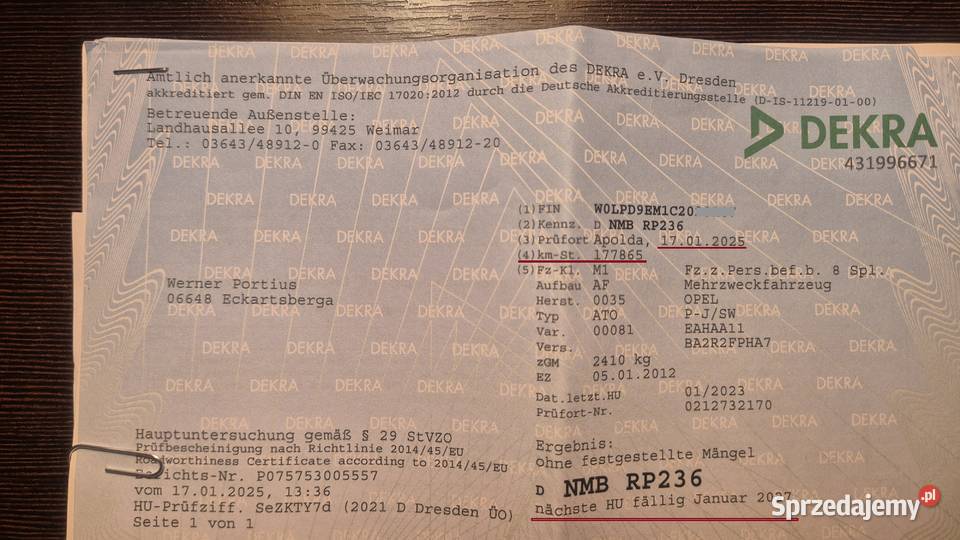 Amtlich anerkannte Überwachungsorganisation des DEKRA e.V. Dresden
akkreditiert gem. DIN EN ISO/IEC 17020:2012 durch die Deutsche Akkreditierungsstelle (D-IS-11219-01-00)
Betreuende Außenstelle:
Landhausallee 10, 99425 Weimar
Tel.: 03643/48912-0 Fax: 03643/48912-20
DEKRA
431996671
(1) FIN W0LPD9EM1C20
(2) Kennz. D NMB RP236
(3) Prüfort Apolda, 17.01.2025
(4) km-St. 177865
(5) Fz-Kl. M1 Fz.z.Pers.bef.b. 8 Spl.
Aufbau AF Mehrzweckfahrzeug
Herst. 0035 OPEL
Typ ATO P-J/SW
Var. 00081 EAHAA11
Vers. BA2R2FPHA7
zGM 2410 kg
EZ 05.01.2012
Dat.letzt.HU 01/2023
Prüfort-Nr. 0212732170
Werner Portius
06648 Eckartsberga
Hauptuntersuchung gemäß § 29 StVZO
Prüfbescheinigung nach Richtlinie 2014/45/EU
Roadworthiness Certificate according to 2014/45/EU
Berichts-Nr. P075753005557
vom 17.01.2025, 13:36
HU-Prüfziff. SeZKTY7d (2021 D Dresden ÜO)
Seite 1 von 1
Ergebnis:
ohne festgestellte Mängel
D NMB RP236
nächste HU fällig Januar 2027
Sprzedajemy.pl